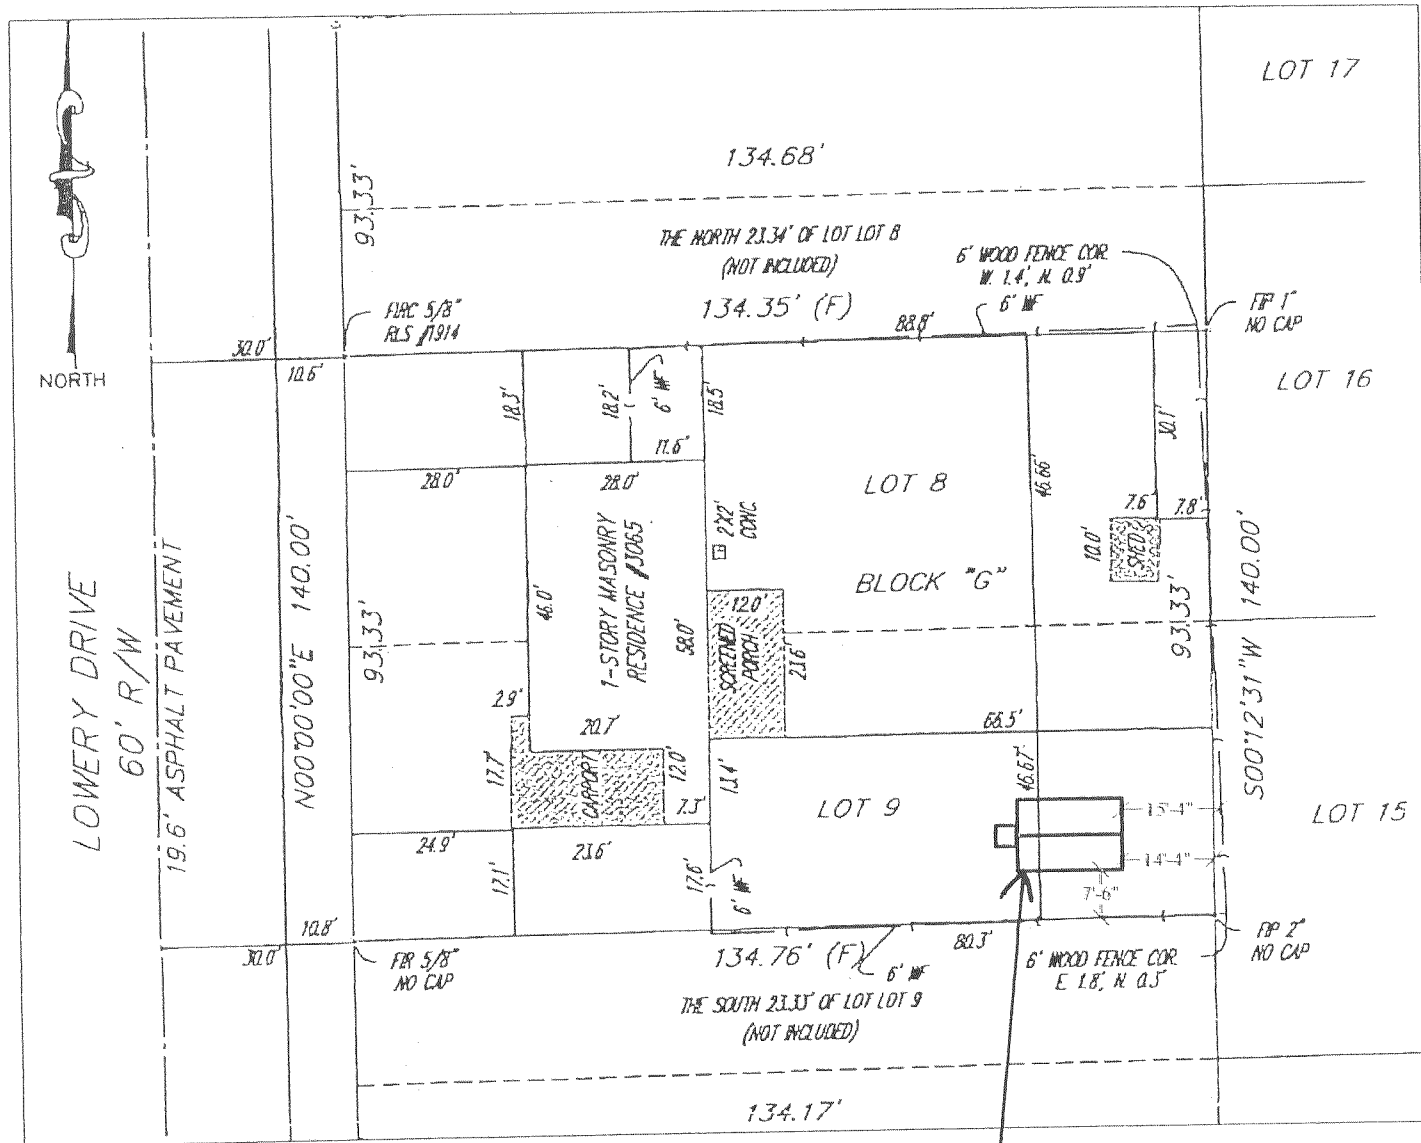 LOT 17
134.68'
93.33'
THE NORTH 23.34' OF LOT LOT 8
(NOT INCLUDED)
134.35' (F)
6' WOOD FENCE COR.
W. 1.4', N. 0.9'
6' WF
88.8'
FIRC 5/8"
RLS #1914
FIP 1"
NO CAP
NORTH
30.0'
10.6'
18.3'
18.2'
6' WF
18.5'
11.6'
LOT 16
28.0'
28.0'
LOT 8
46.66'
30.1'
7.6'
7.8'
10.0'
SHED
2'X2'
CONC.
1-STORY MASONRY
RESIDENCE #3065
46.0'
58.0'
BLOCK "G"
12.0'
SCREENED
PORCH
23.6'
93.33'
93.33'
S00°12'31"W 140.00'
LOWERY DRIVE
60' R/W
19.6' ASPHALT PAVEMENT
N00°00'00"E 140.00'
2.9'
20.7'
17.7'
CARPORT
12.0'
7.3'
66.5'
13.4'
46.67'
LOT 9
15'-4"
14'-4"
7'-6"
LOT 15
24.9'
23.6'
17.1'
17.6'
6' WF
10.8'
30.0'
FIR 5/8"
NO CAP
134.76' (F)
6' WF
80.3'
6' WOOD FENCE COR.
E. 1.8', N. 0.5'
FIP 2"
NO CAP
THE SOUTH 23.33' OF LOT LOT 9
(NOT INCLUDED)
134.17'